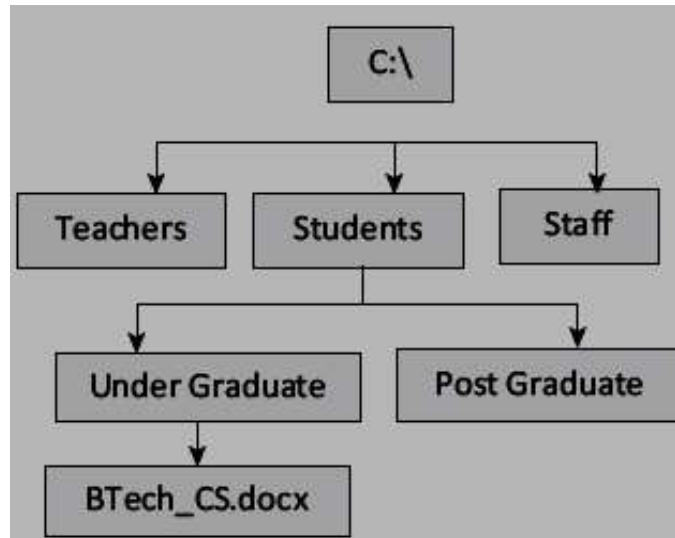 C:\
Teachers
Students
Staff
Under Graduate
Post Graduate
BTech_CS.docx